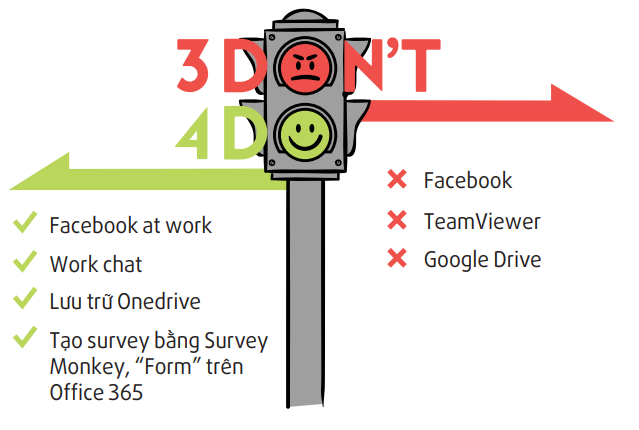 3 DON'T
4 DO
Facebook at work
Work chat
Lưu trữ Onedrive
Tạo survey bằng Survey
Monkey, “Form” trên
Office 365
Facebook
TeamViewer
Google Drive